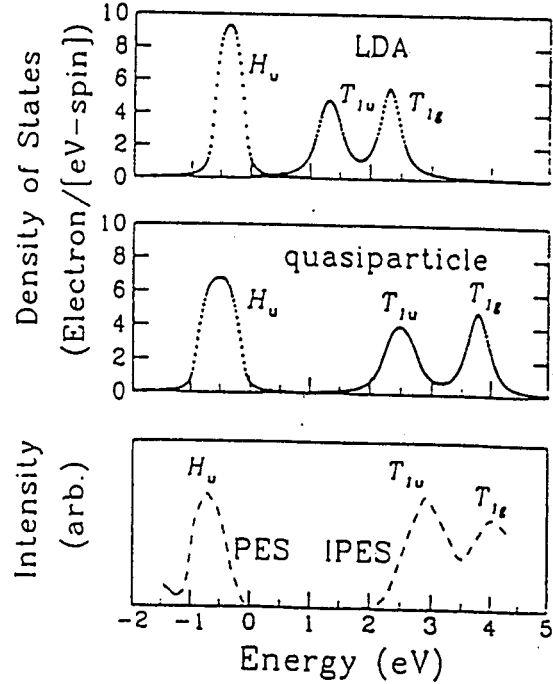 Density of States
(Electron/[eV-spin])
10
8
6
4
2
0
LDA
H_u
T_1u
T_1g
10
8
6
4
2
0
quasiparticle
H_u
T_1u
T_1g
Intensity
(arb.)
H_u
PES
IPES
T_1u
T_1g
-2 -1 0 1 2 3 4 5
Energy (eV)